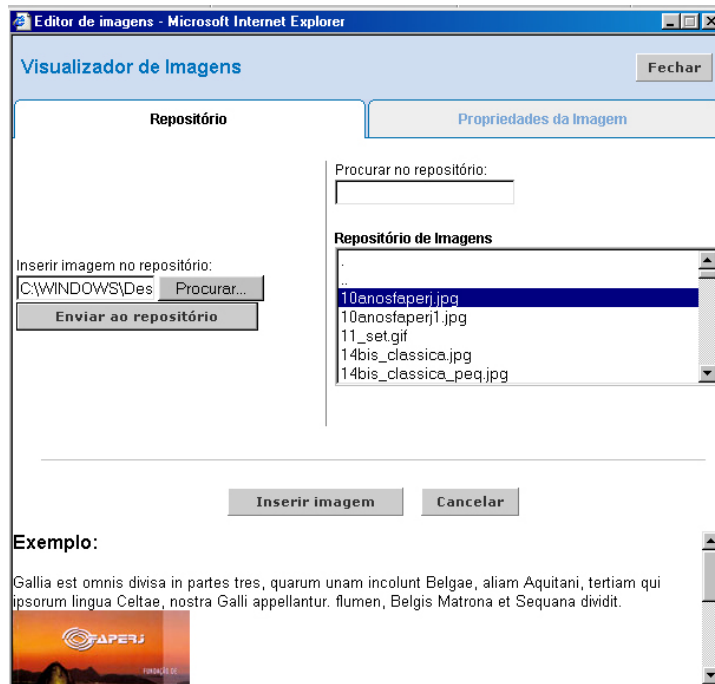 Editor de imagens - Microsoft Internet Explorer
Visualizador de Imagens
Fechar
Repositório
Propriedades da Imagem
Procurar no repositório:
Repositório de Imagens
.
..
10anosfaperj.jpg
10anosfaperj1.jpg
11_set.gif
14bis_classica.jpg
14bis_classica_peq.jpg
Inserir imagem no repositório:
C:\WINDOWS\Des Procurar...
Enviar ao repositório
Inserir imagem Cancelar
Exemplo:
Gallia est omnis divisa in partes tres, quarum unam incolunt Belgae, aliam Aquitani, tertiam qui
ipsorum lingua Celtae, nostra Galli appellantur. flumen, Belgis Matrona et Sequana dividit.
FAPERJ
FUNDAÇÃO DE